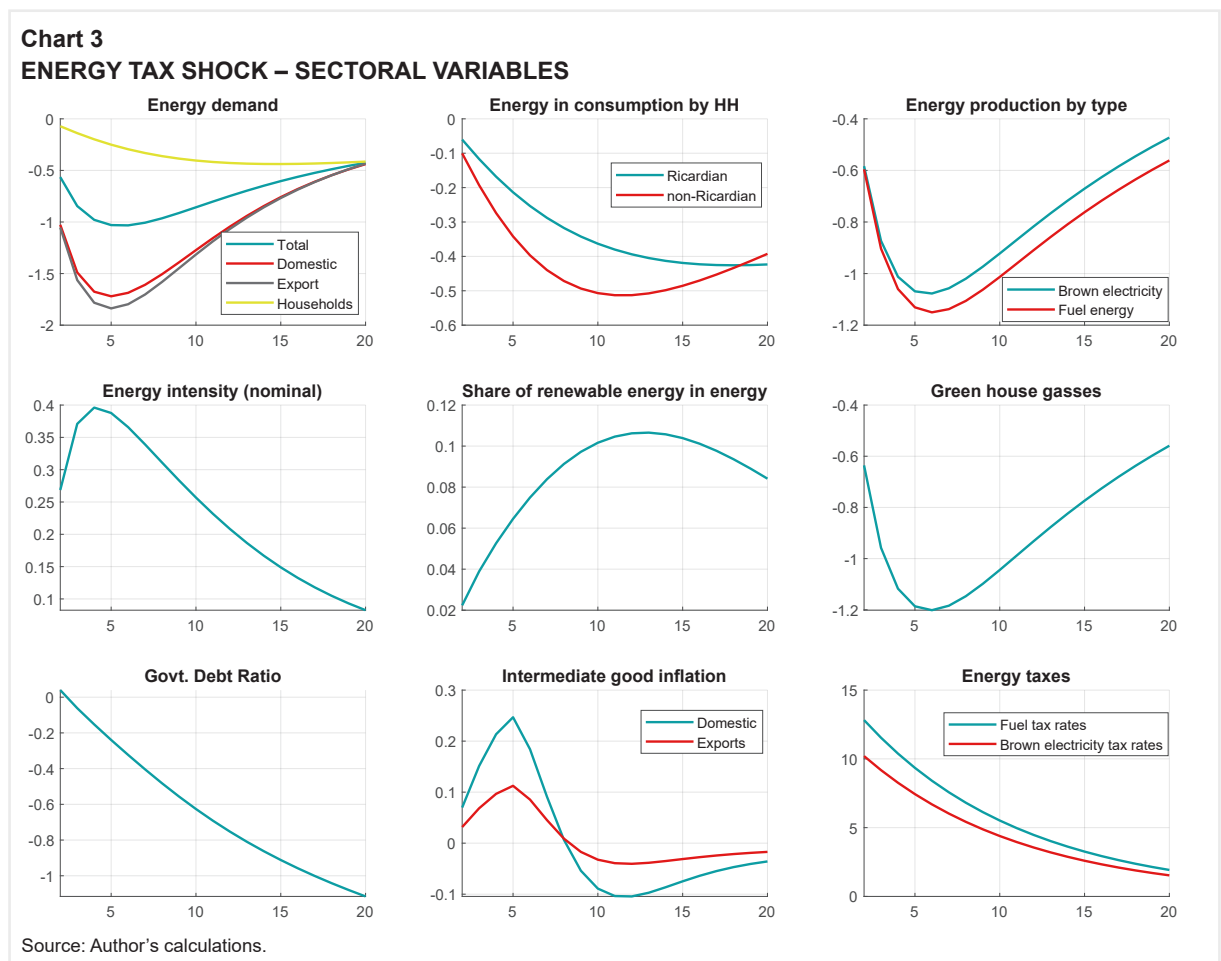 Chart 3
ENERGY TAX SHOCK – SECTORAL VARIABLES
Energy demand
0
-0.5
-1
-1.5
-2
5 10 15 20
Total
Domestic
Export
Households
Energy in consumption by HH
0
-0.1
-0.2
-0.3
-0.4
-0.5
-0.6
5 10 15 20
Ricardian
non-Ricardian
Energy production by type
-0.4
-0.6
-0.8
-1
-1.2
5 10 15 20
Brown electricity
Fuel energy
Energy intensity (nominal)
0.4
0.35
0.3
0.25
0.2
0.15
0.1
5 10 15 20
Share of renewable energy in energy
0.12
0.1
0.08
0.06
0.04
0.02
5 10 15 20
Green house gasses
-0.4
-0.6
-0.8
-1
-1.2
5 10 15 20
Govt. Debt Ratio
0
-0.2
-0.4
-0.6
-0.8
-1
5 10 15 20
Intermediate good inflation
0.3
0.2
0.1
0
-0.1
5 10 15 20
Domestic
Exports
Energy taxes
15
10
5
0
5 10 15 20
Fuel tax rates
Brown electricity tax rates
Source: Author’s calculations.